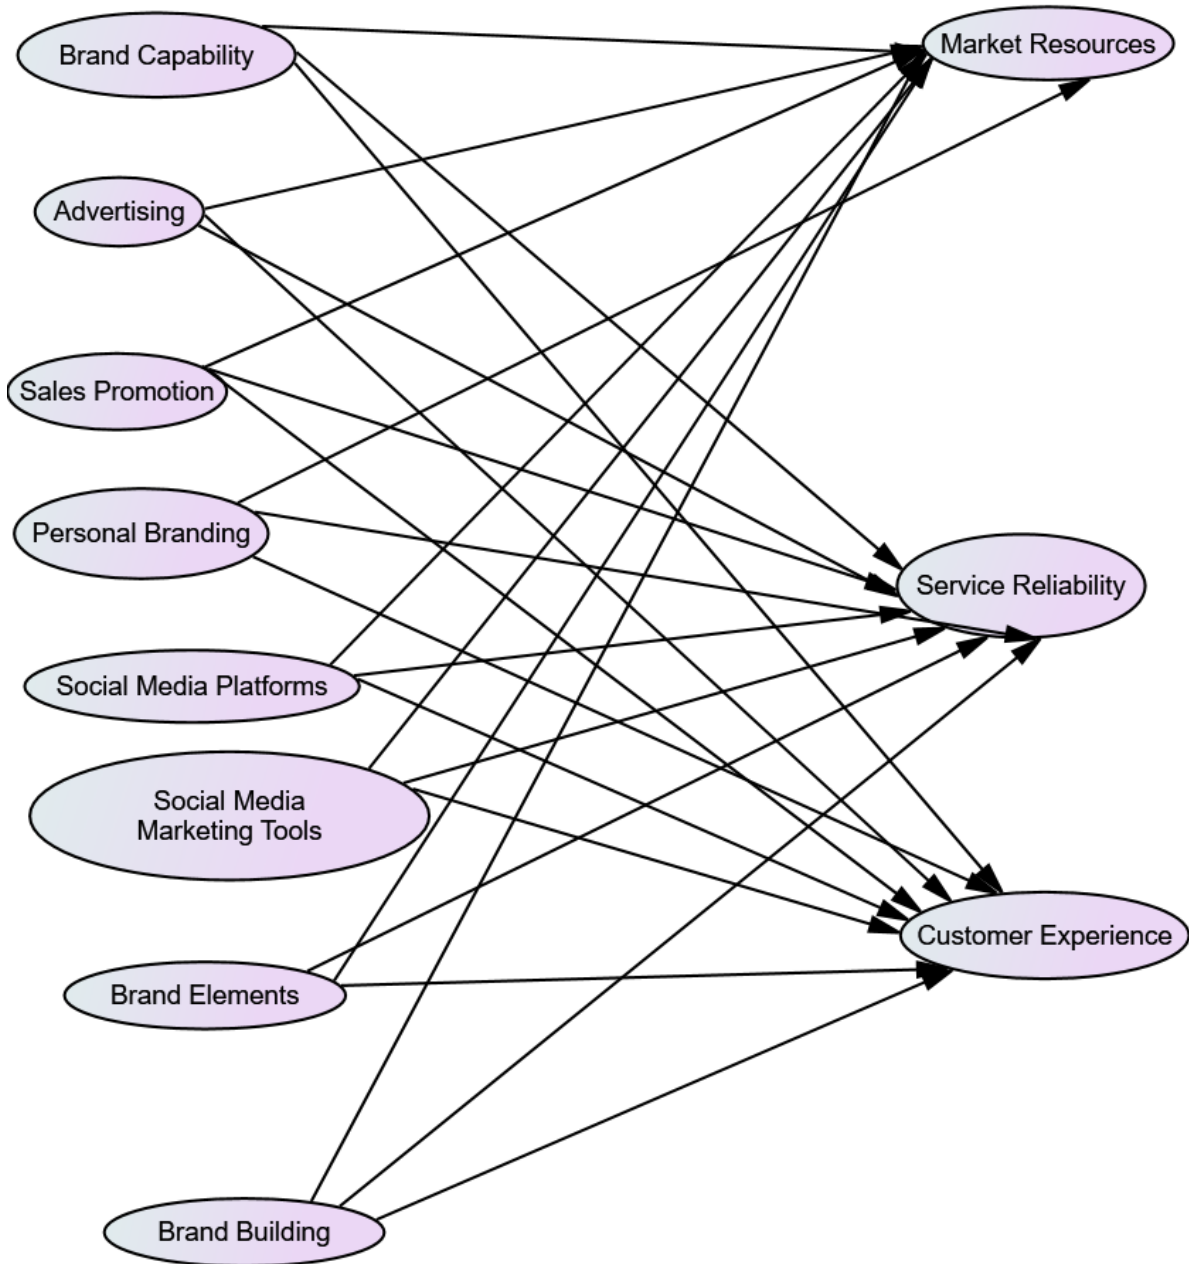 Brand Capability
Market Resources
Advertising
Sales Promotion
Personal Branding
Service Reliability
Social Media Platforms
Social Media
Marketing Tools
Customer Experience
Brand Elements
Brand Building